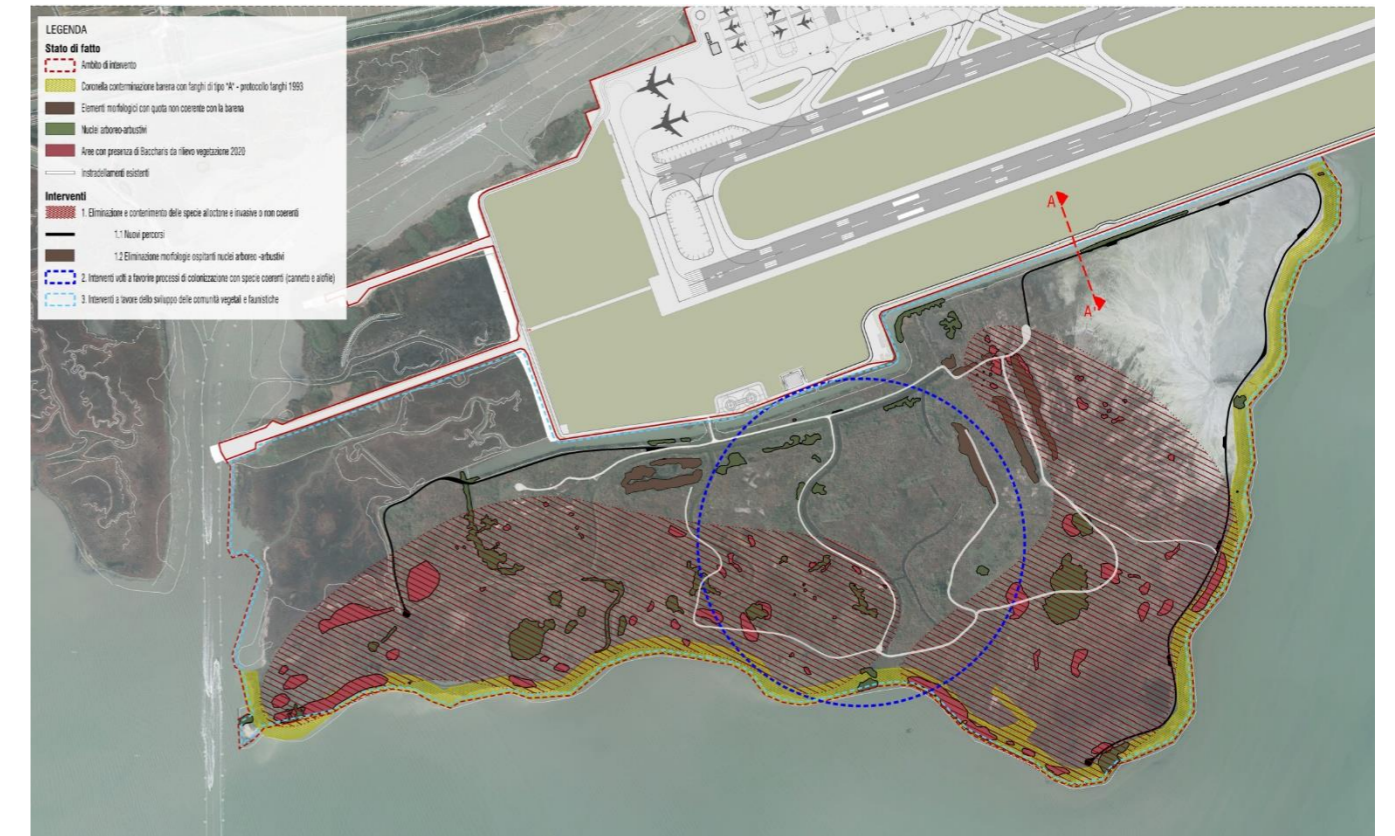 LEGENDA
Stato di fatto
Ambito di intervento
Coronella conterminazione barena con fanghi di tipo "A" - protocollo fanghi 1993
Elementi morfologici con quota non coerente con la barena
Nuclei arboreo-arbustivi
Aree con presenza di Baccharis da rilievo vegetazione 2020
Instradellamenti esistenti
Interventi
1. Eliminazione e contenimento delle specie alloctone e invasive o non coerenti
1.1 Nuovi percorsi
1.2 Eliminazione morfologie ospitanti nuclei arboreo -arbustivi
2. Interventi volti a favorire processi di colonizzazione con specie coerenti (canneto e alofile)
3. Interventi a favore dello sviluppo delle comunità vegetali e faunistiche
A
A'